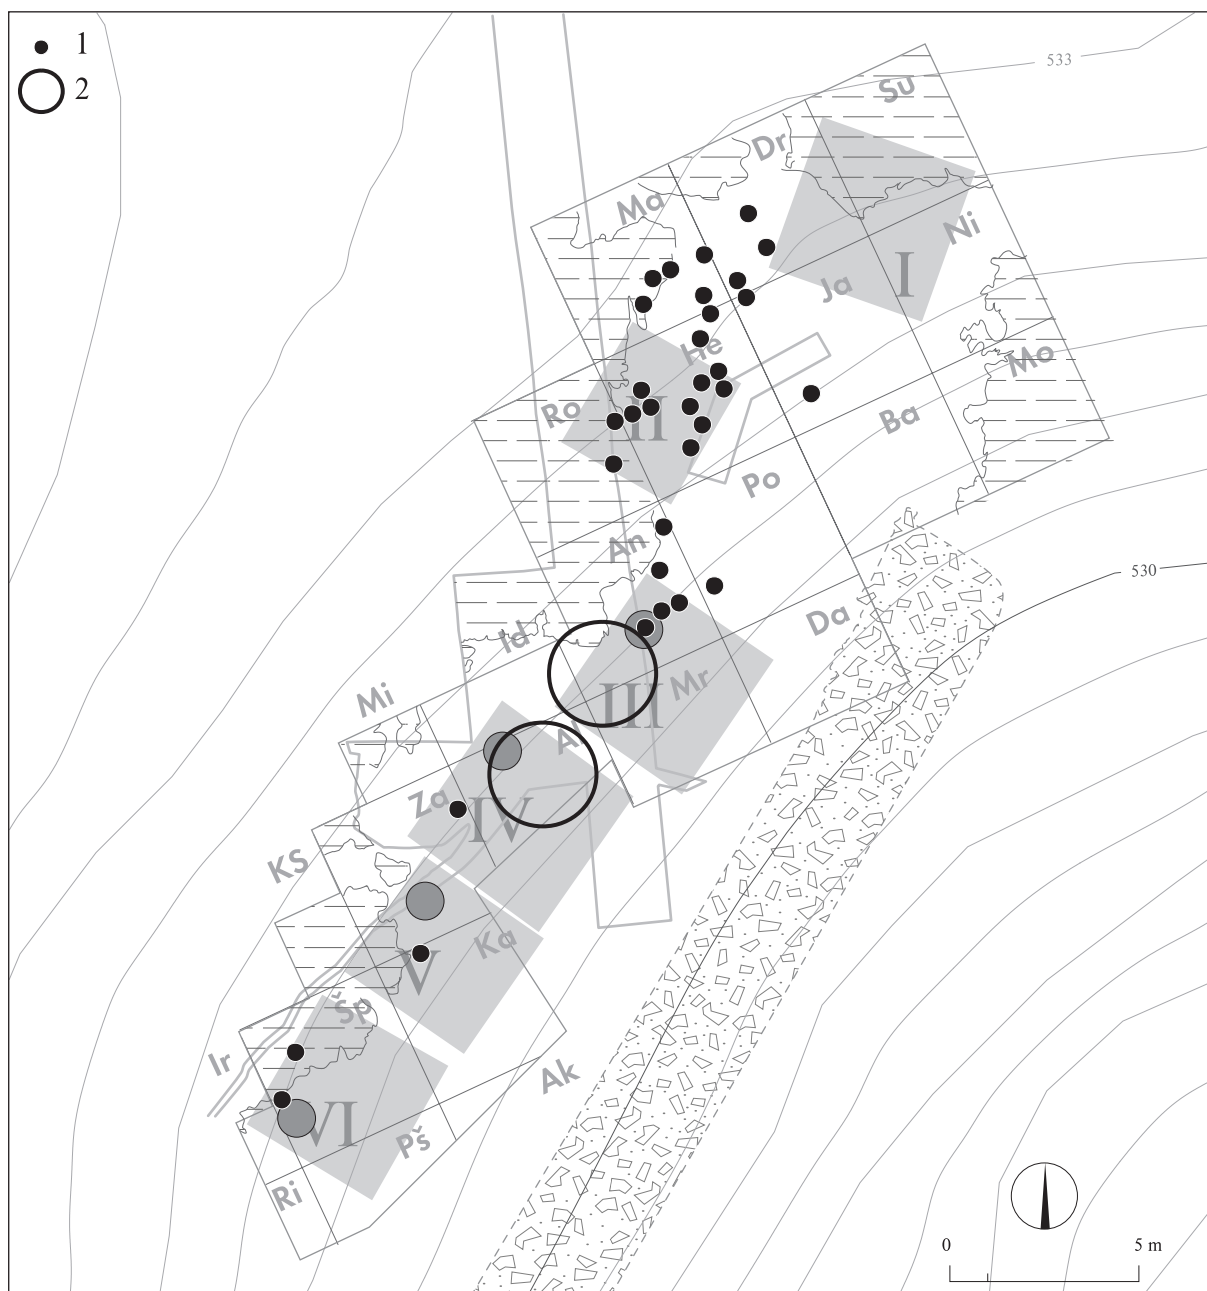 1
2
533
Su
Dr
Ma
Ni
I
Ja
He
Mo
Ro
II
Ba
Po
An
530
Da
Id
Mr
Mi
III
Al
Za
IV
KS
Ka
V
Šp
Ir
Ak
VI
Pš
Ri
0
5 m